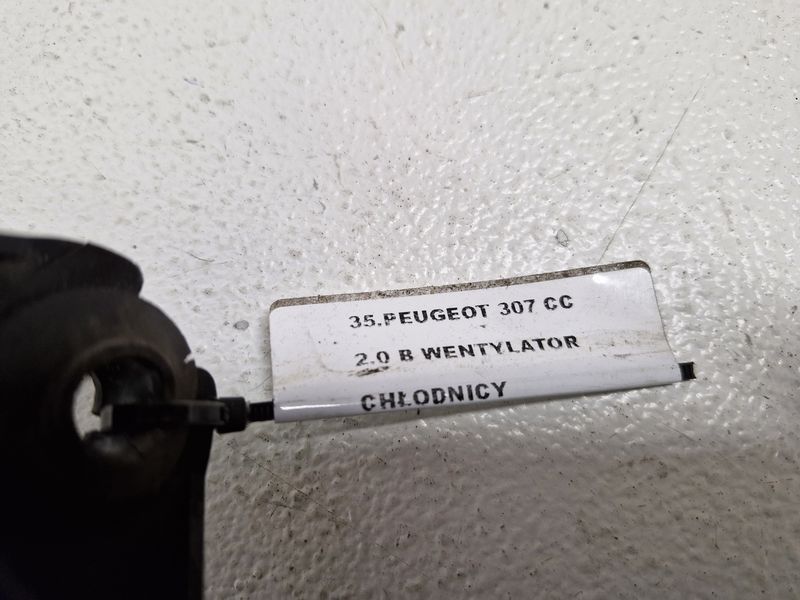 35.PEUGEOT 307 CC
2.0 B WENTYLATOR
CHŁODNICY